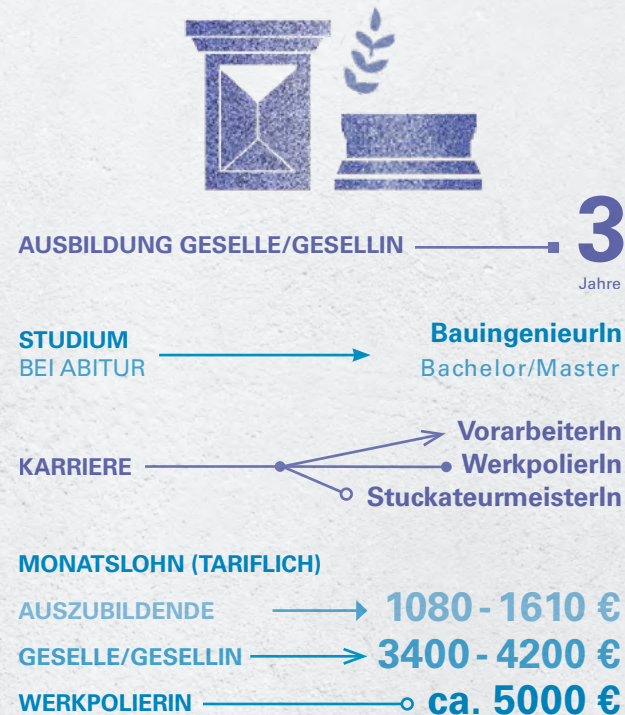 AUSBILDUNG GESELLE/GESELLIN 3
Jahre
STUDIUM BauingenieurIn
BEI ABITUR Bachelor/Master
VorarbeiterIn
KARRIERE WerkpolierIn
StuckateurmeisterIn
MONATSLOHN (TARIFLICH)
AUSZUBILDENDE 1080 - 1610 €
GESELLE/GESELLIN 3400 - 4200 €
WERKPOLIERIN ca. 5000 €